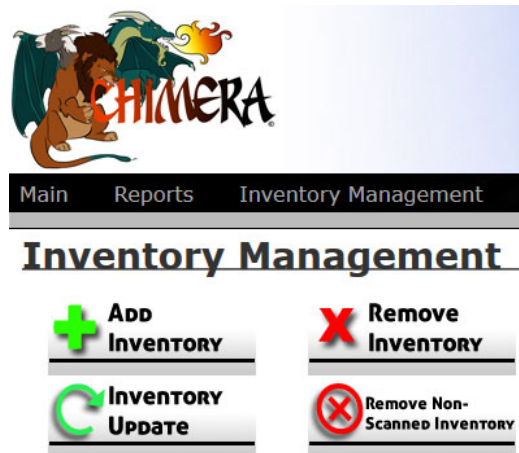 CHIMERA
Main Reports Inventory Management
Inventory Management
Add
Inventory
Remove
Inventory
Inventory
Update
Remove Non-
Scanned Inventory